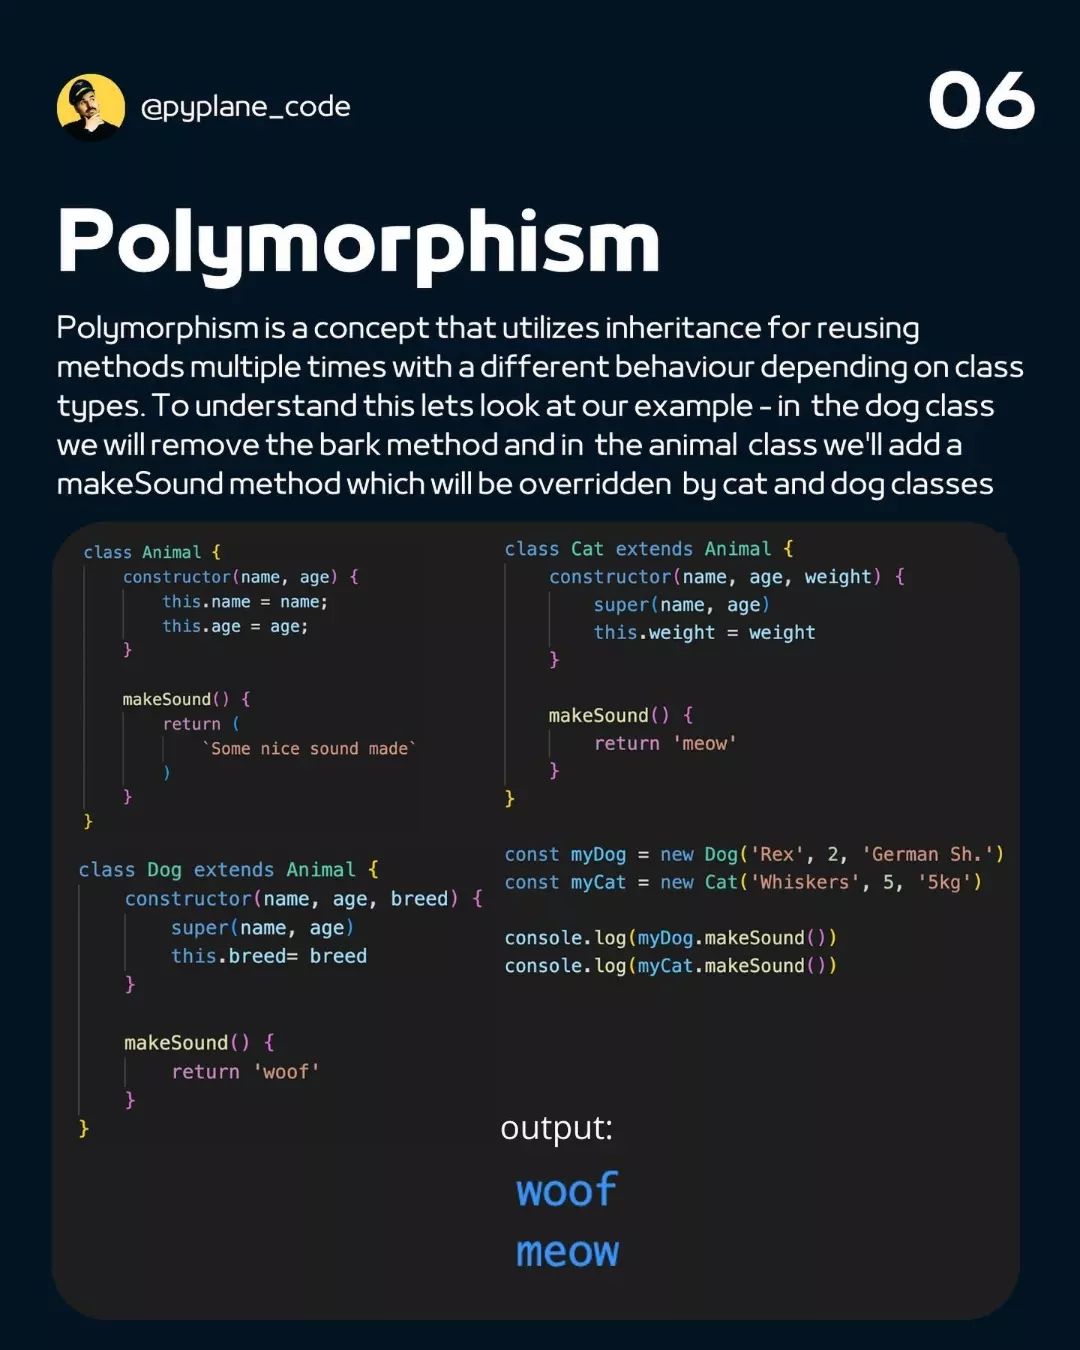 @pyplane_code
06
Polymorphism
Polymorphism is a concept that utilizes inheritance for reusing
methods multiple times with a different behaviour depending on class
types. To understand this lets look at our example - in the dog class
we will remove the bark method and in the animal class we'll add a
makeSound method which will be overridden by cat and dog classes
class Animal {
    constructor(name, age) {
        this.name = name;
        this.age = age;
    }

    makeSound() {
        return (
            `Some nice sound made`
        )
    }
}
class Dog extends Animal {
    constructor(name, age, breed) {
        super(name, age)
        this.breed= breed
    }

    makeSound() {
        return 'woof'
    }
}
class Cat extends Animal {
    constructor(name, age, weight) {
        super(name, age)
        this.weight = weight
    }

    makeSound() {
        return 'meow'
    }
}

const myDog = new Dog('Rex', 2, 'German Sh.')
const myCat = new Cat('Whiskers', 5, '5kg')

console.log(myDog.makeSound())
console.log(myCat.makeSound())
output:
woof
meow